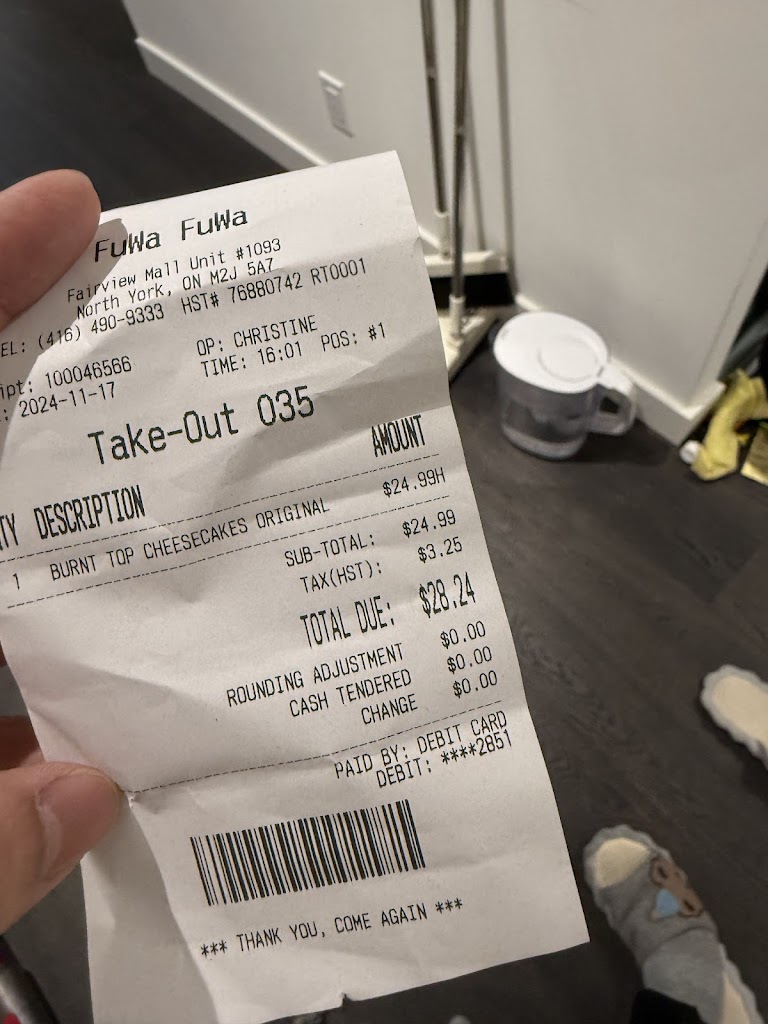 FuWa FuWa
Fairview Mall Unit #1093
North York, ON M2J 5A7
EL: (416) 490-9333 HST# 76880742 RT0001
OP: CHRISTINE
ipt: 100046566 TIME: 16:01 POS: #1
: 2024-11-17
Take-Out 035
TY DESCRIPTION AMOUNT
1 BURNT TOP CHEESECAKES ORIGINAL $24.99H
SUB-TOTAL: $24.99
TAX(HST): $3.25
TOTAL DUE: $28.24
ROUNDING ADJUSTMENT $0.00
CASH TENDERED $0.00
CHANGE $0.00
PAID BY: DEBIT CARD
DEBIT: ****2851
*** THANK YOU, COME AGAIN ***